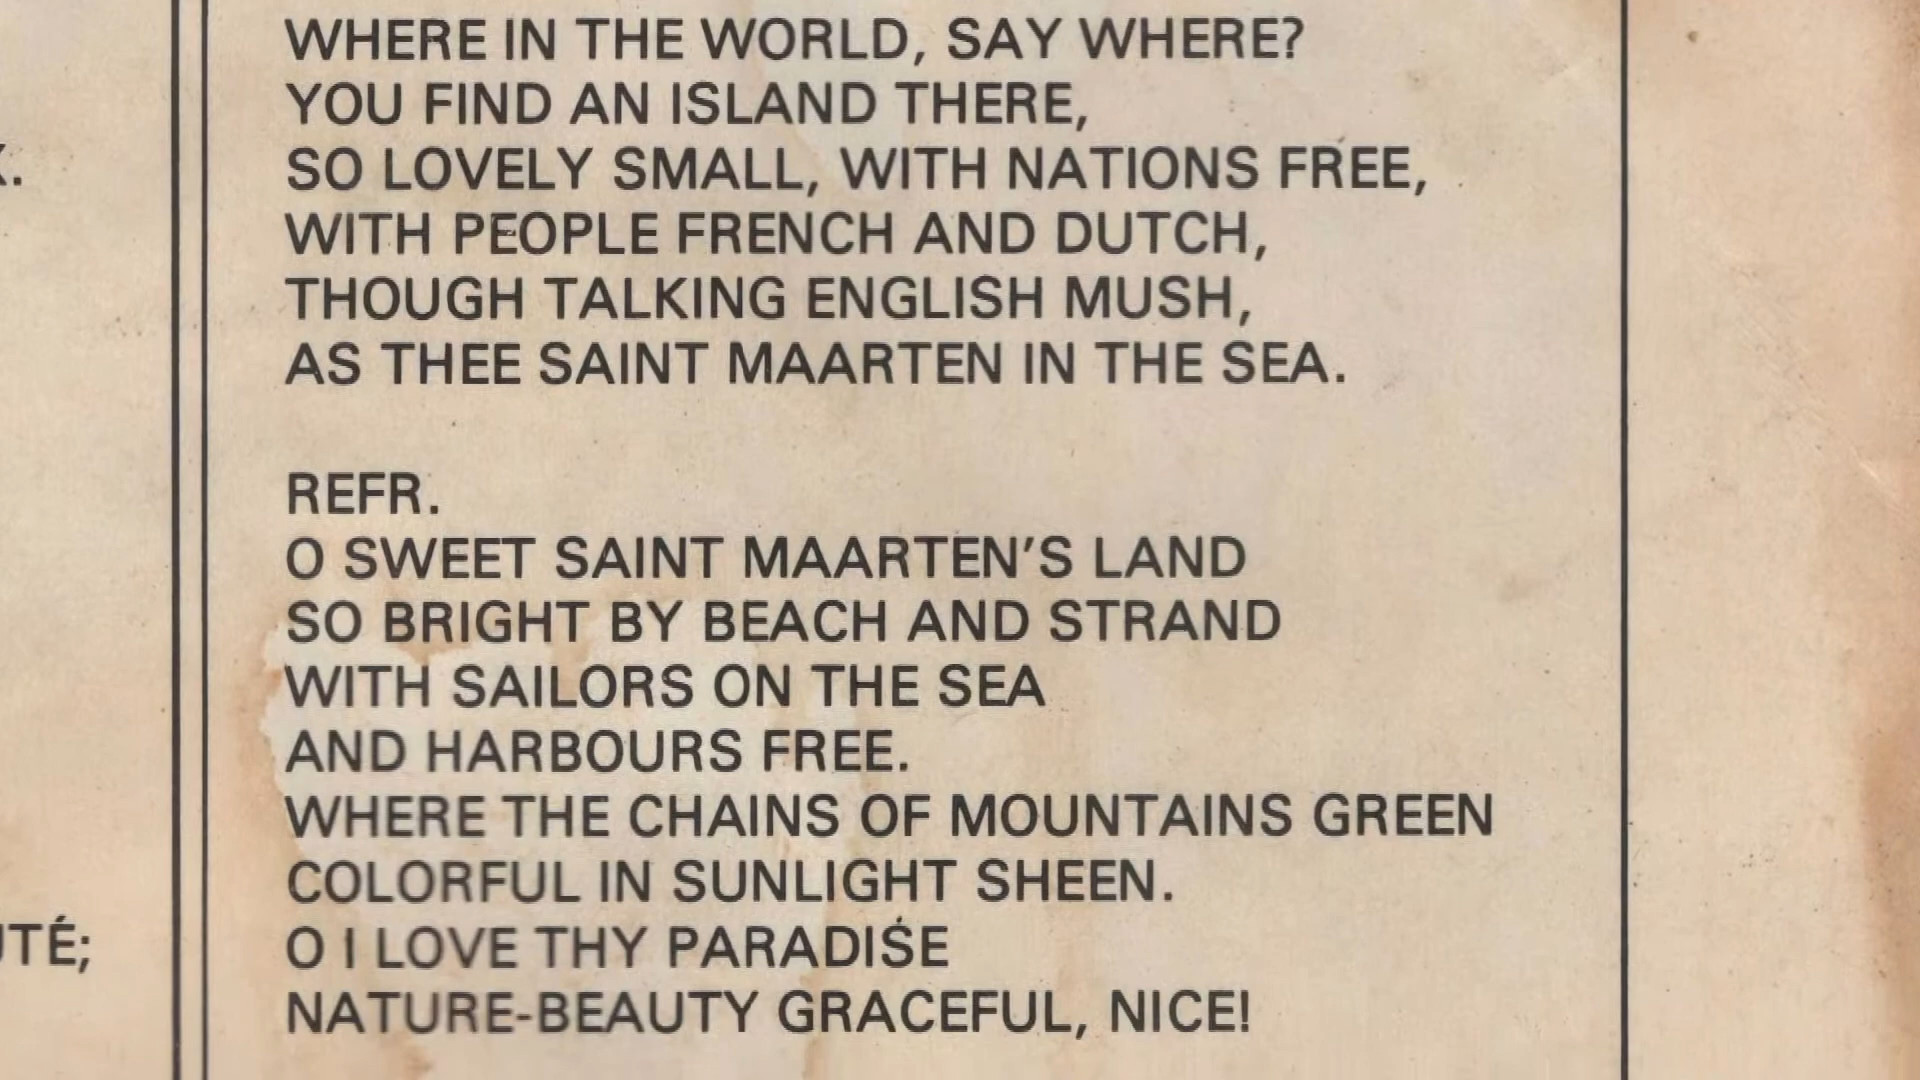 WHERE IN THE WORLD, SAY WHERE?
YOU FIND AN ISLAND THERE,
SO LOVELY SMALL, WITH NATIONS FREE,
WITH PEOPLE FRENCH AND DUTCH,
THOUGH TALKING ENGLISH MUSH,
AS THEE SAINT MAARTEN IN THE SEA.

REFR.
O SWEET SAINT MAARTEN'S LAND
SO BRIGHT BY BEACH AND STRAND
WITH SAILORS ON THE SEA
AND HARBOURS FREE.
WHERE THE CHAINS OF MOUNTAINS GREEN
COLORFUL IN SUNLIGHT SHEEN.
O I LOVE THY PARADISE
NATURE-BEAUTY GRACEFUL, NICE!